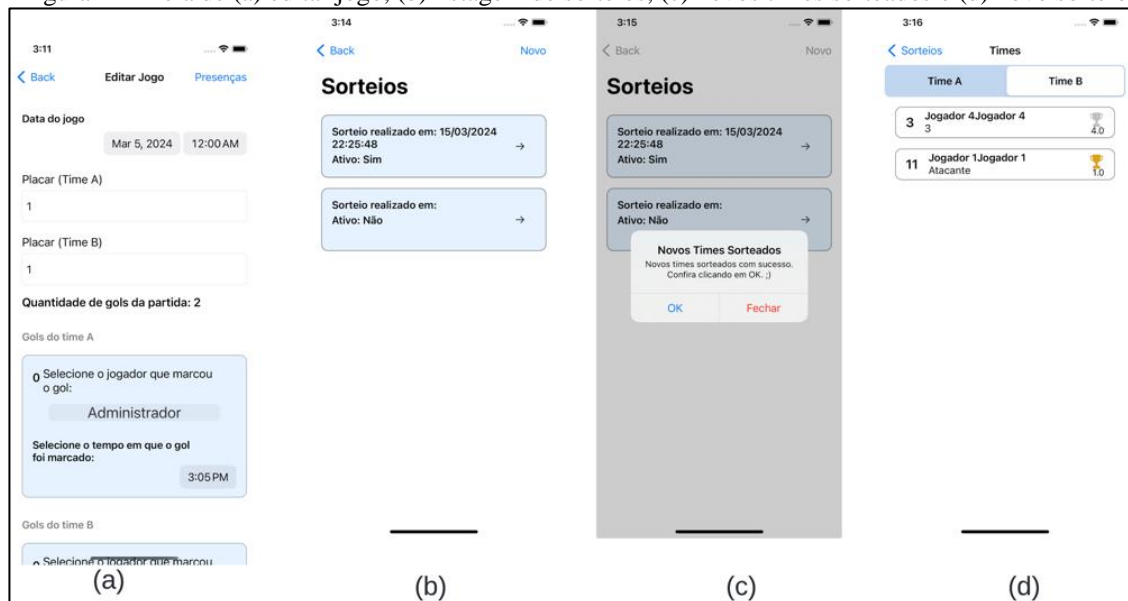 3:11
Back Editar Jogo Presenças
Data do jogo
Mar 5, 2024 12:00 AM
Placar (Time A)
1
Placar (Time B)
1
Quantidade de gols da partida: 2
Gols do time A
0 Selecione o jogador que marcou
o gol:
Administrador
Selecione o tempo em que o gol
foi marcado:
3:05 PM
Gols do time B
Selecione o jogador que marcou
(a)
3:14
Back Novo
Sorteios
Sorteio realizado em: 15/03/2024
22:25:48
Ativo: Sim
→
Sorteio realizado em:
Ativo: Não
→
(b)
3:15
Back Novo
Sorteios
Sorteio realizado em: 15/03/2024
22:25:48
Ativo: Sim
→
Sorteio realizado em:
Ativo: Não
→
Novos Times Sorteados
Novos times sorteados com sucesso.
Confira clicando em OK. ;)
OK Fechar
(c)
3:16
Sorteios Times
Time A Time B
3 Jogador 4Jogador 4
3
4.0
11 Jogador 1Jogador 1
Atacante
1.0
(d)